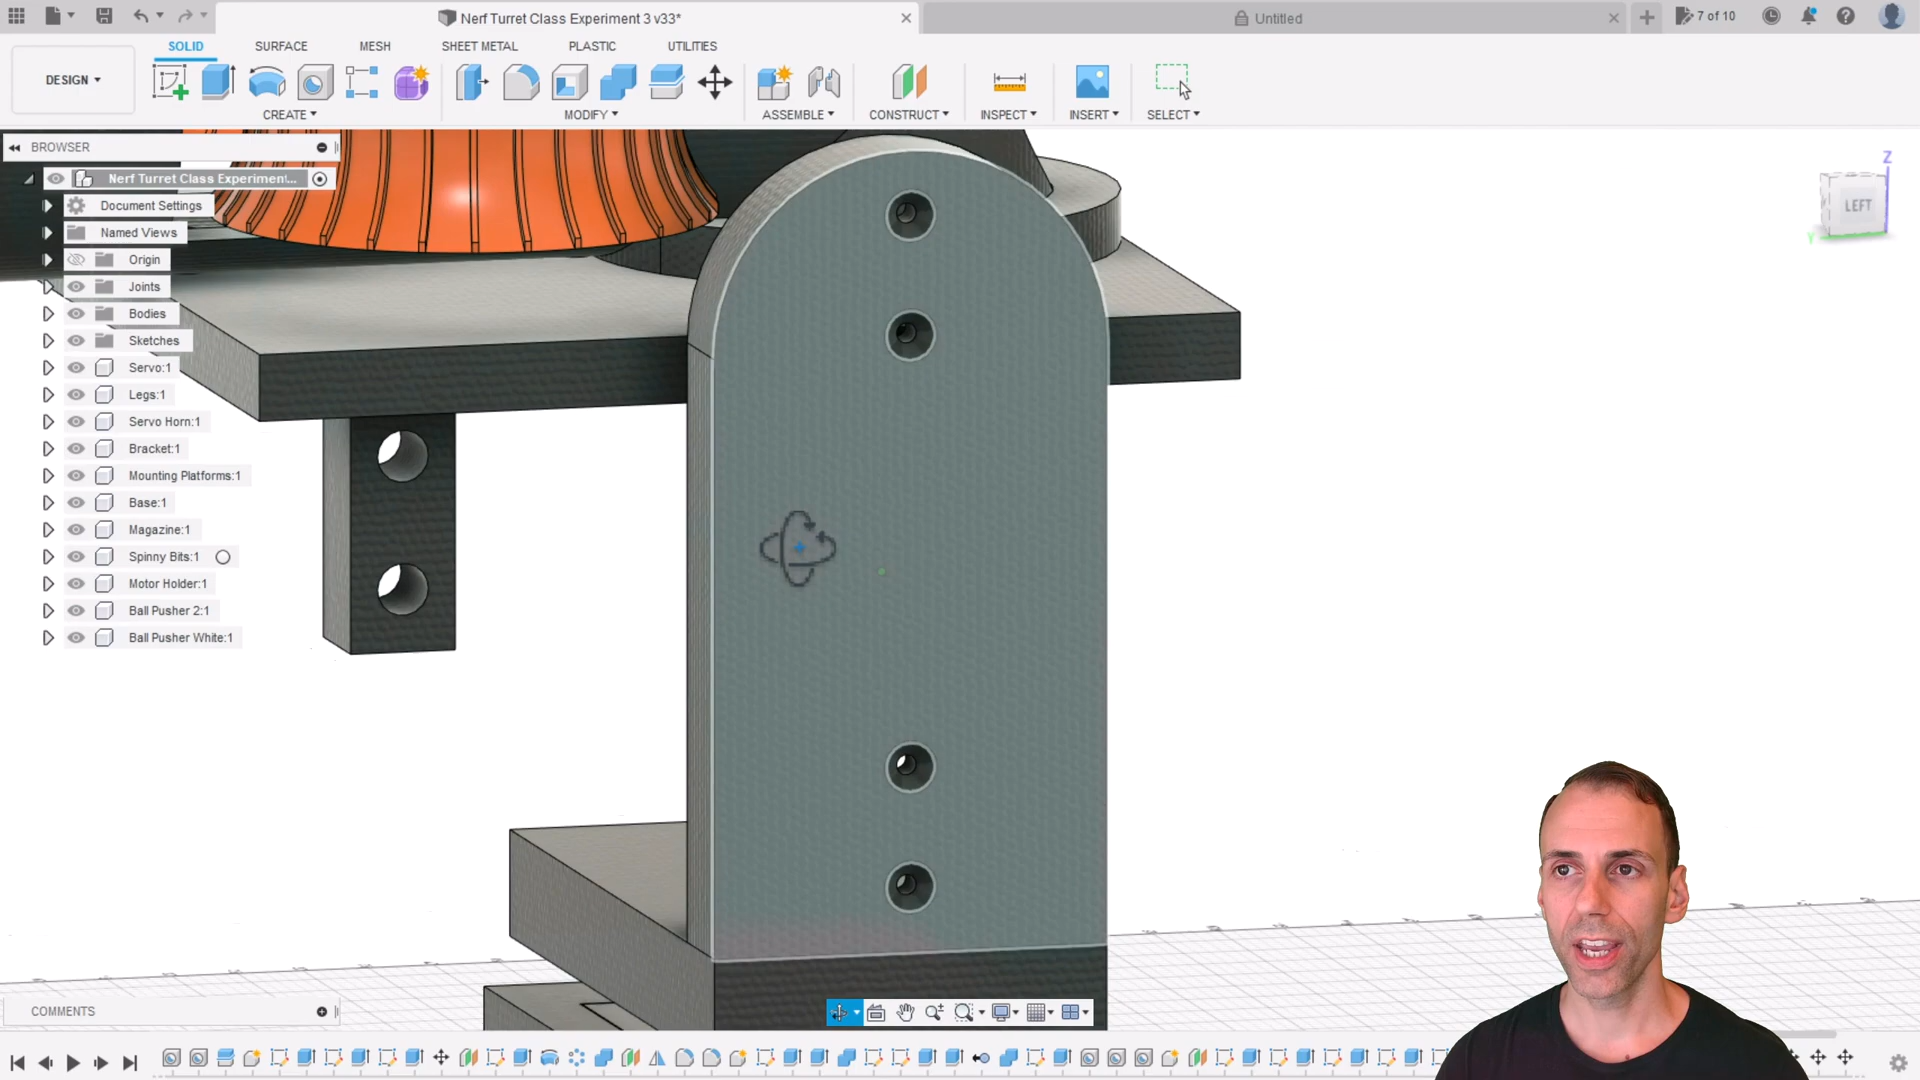 Nerf Turret Class Experiment 3 v33*
Untitled
7 of 10
DESIGN
SOLID
SURFACE
MESH
SHEET METAL
PLASTIC
UTILITIES
CREATE
MODIFY
ASSEMBLE
CONSTRUCT
INSPECT
INSERT
SELECT
BROWSER
Nerf Turret Class Experiment...
Document Settings
Named Views
Origin
Joints
Bodies
Sketches
Servo:1
Legs:1
Servo Horn:1
Bracket:1
Mounting Platforms:1
Base:1
Magazine:1
Spinny Bits:1
Motor Holder:1
Ball Pusher 2:1
Ball Pusher White:1
Z
LEFT
Y
COMMENTS